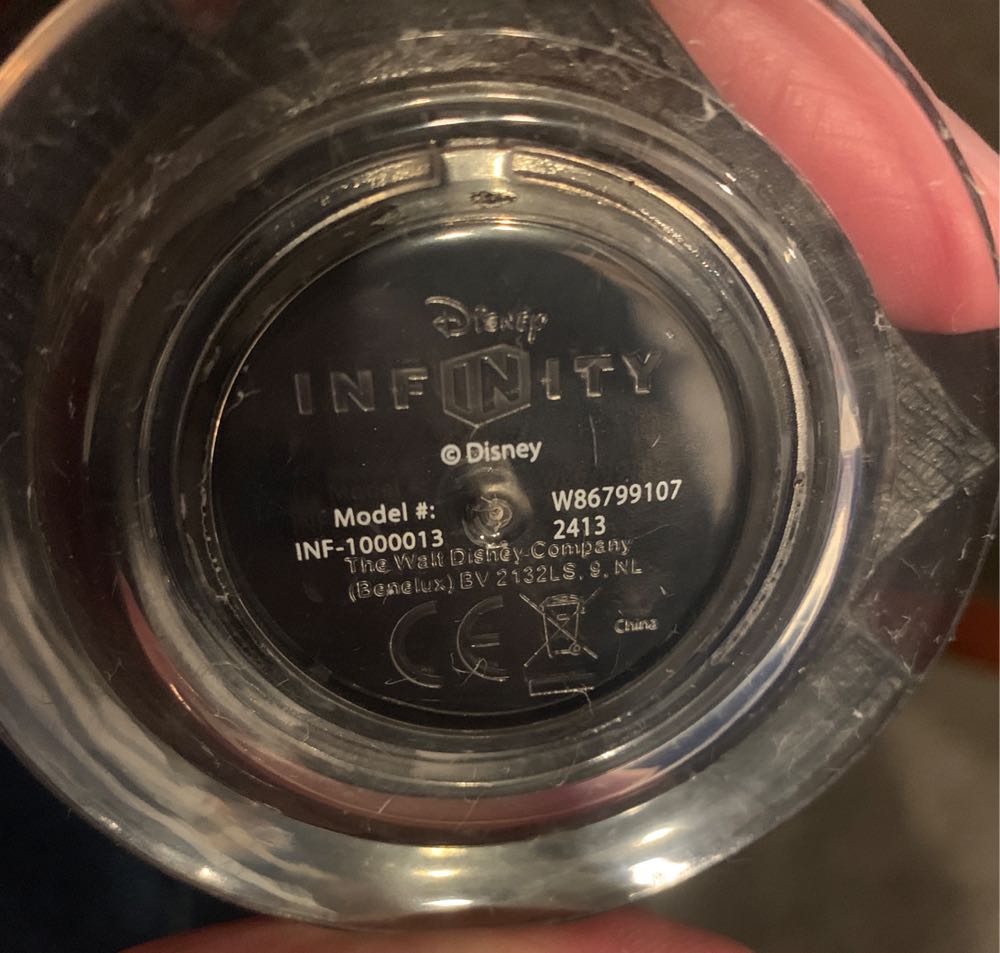 Disney
INFINITY
© Disney
Model #:
INF-1000013
W86799107
2413
The Walt Disney Company
(Benelux) BV 2132LS, 9, NL
CE
China